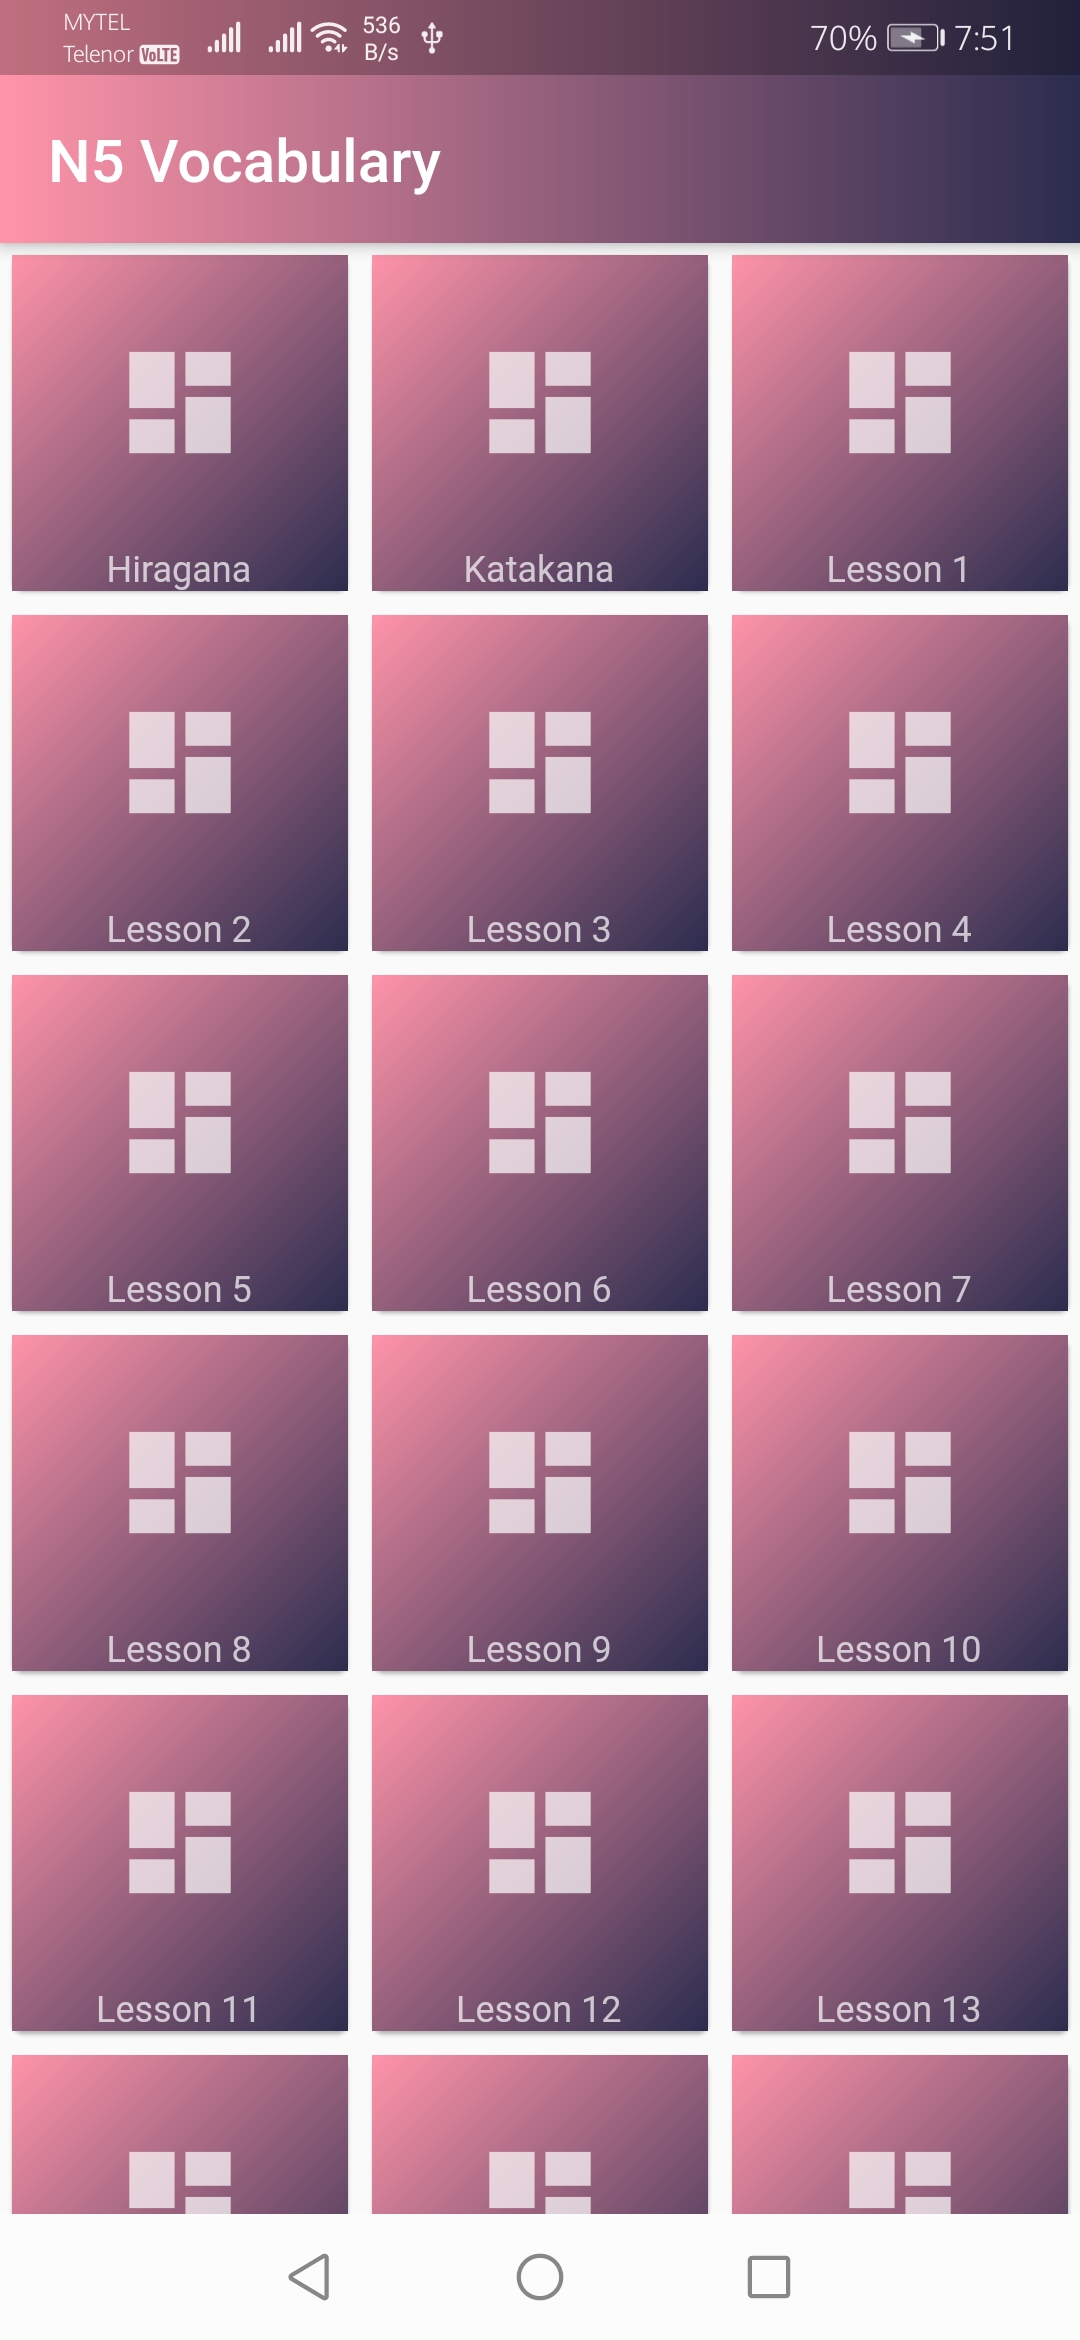 MYTEL
Telenor VoLTE
536
B/s
70%
7:51
N5 Vocabulary
Hiragana
Katakana
Lesson 1
Lesson 2
Lesson 3
Lesson 4
Lesson 5
Lesson 6
Lesson 7
Lesson 8
Lesson 9
Lesson 10
Lesson 11
Lesson 12
Lesson 13